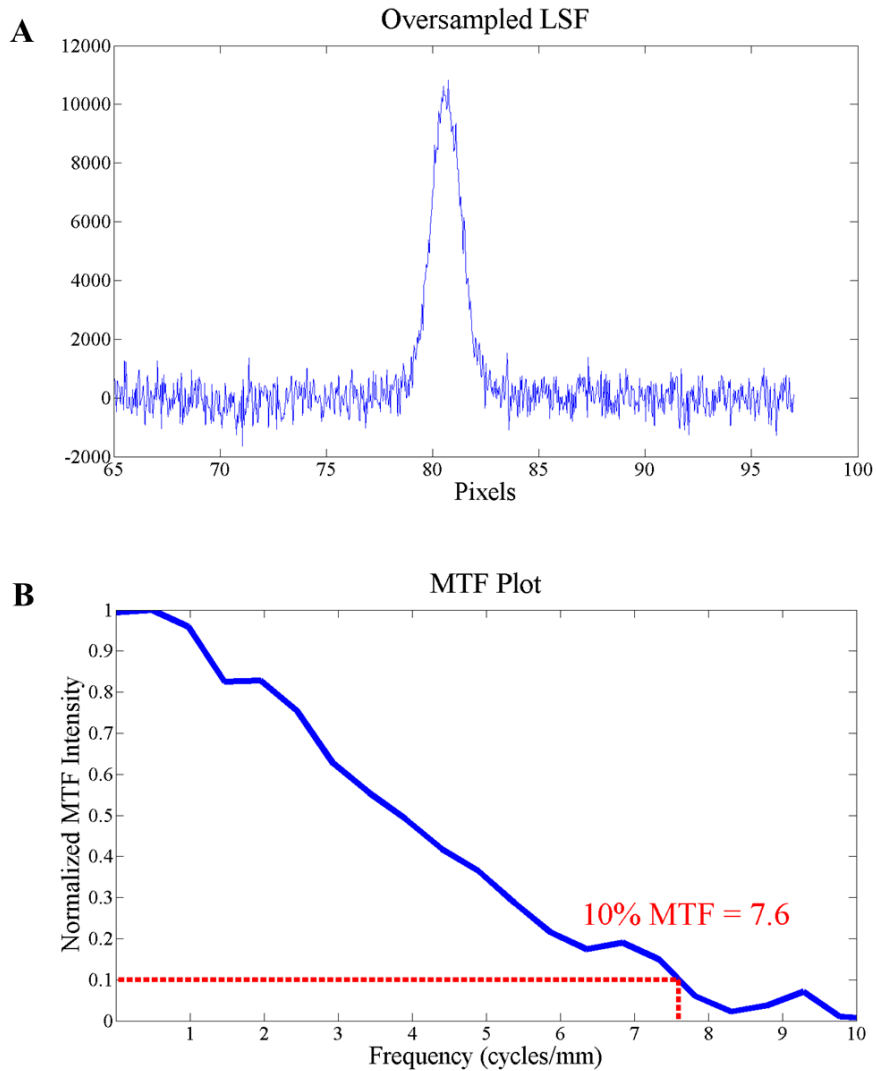 A
Oversampled LSF
12000
10000
8000
6000
4000
2000
0
-2000
65 70 75 80 85 90 95 100
Pixels
B
MTF Plot
1
0.9
0.8
0.7
0.6
0.5
0.4
0.3
0.2
0.1
0
Normalized MTF Intensity
10% MTF = 7.6
1 2 3 4 5 6 7 8 9 10
Frequency (cycles/mm)